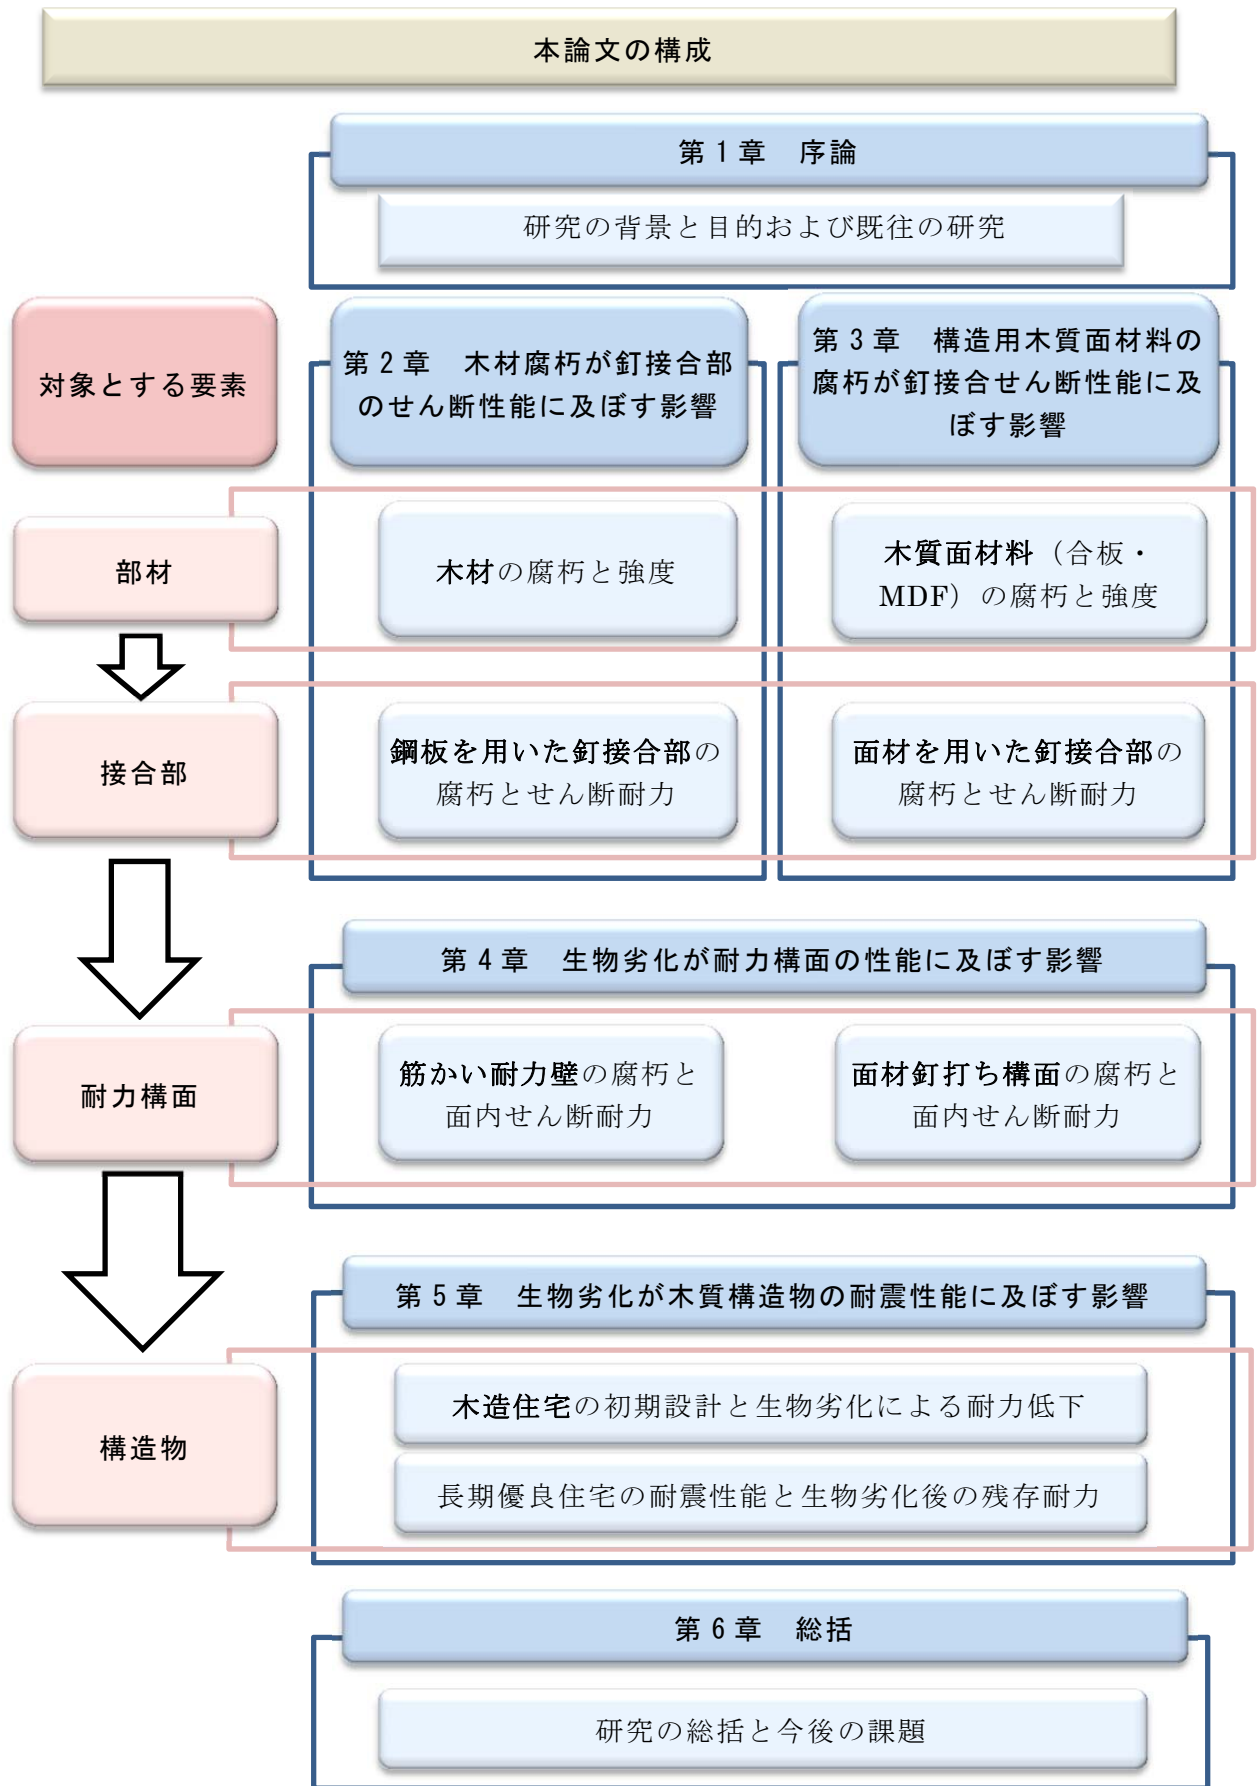 本論文の構成
第1章　序論
研究の背景と目的および既往の研究
対象とする要素
第2章　木材腐朽が釘接合部
のせん断性能に及ぼす影響
第3章　構造用木質面材料の
腐朽が釘接合せん断性能に及
ぼす影響
部材
木材の腐朽と強度
木質面材料（合板・
MDF）の腐朽と強度
接合部
鋼板を用いた釘接合部の
腐朽とせん断耐力
面材を用いた釘接合部の
腐朽とせん断耐力
第4章　生物劣化が耐力構面の性能に及ぼす影響
耐力構面
筋かい耐力壁の腐朽と
面内せん断耐力
面材釘打ち構面の腐朽と
面内せん断耐力
第5章　生物劣化が木質構造物の耐震性能に及ぼす影響
構造物
木造住宅の初期設計と生物劣化による耐力低下
長期優良住宅の耐震性能と生物劣化後の残存耐力
第6章　総括
研究の総括と今後の課題